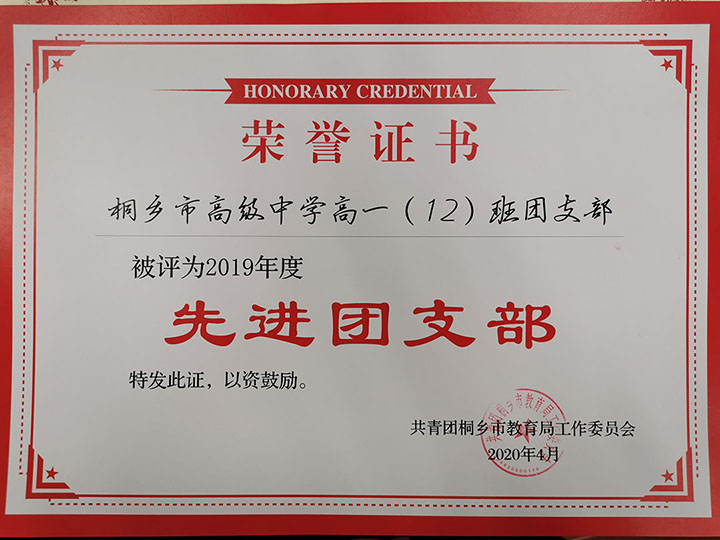 HONORARY CREDENTIAL
荣誉证书
桐乡市高级中学高一（12）班团支部
被评为2019年度
先进团支部
特发此证，以资鼓励。
共青团桐乡市教育局工作委员会
2020年4月